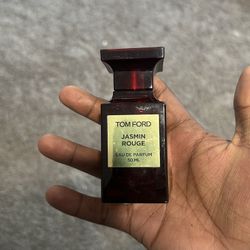 TOM FORD
JASMIN
ROUGE
EAU DE PARFUM
50 ML